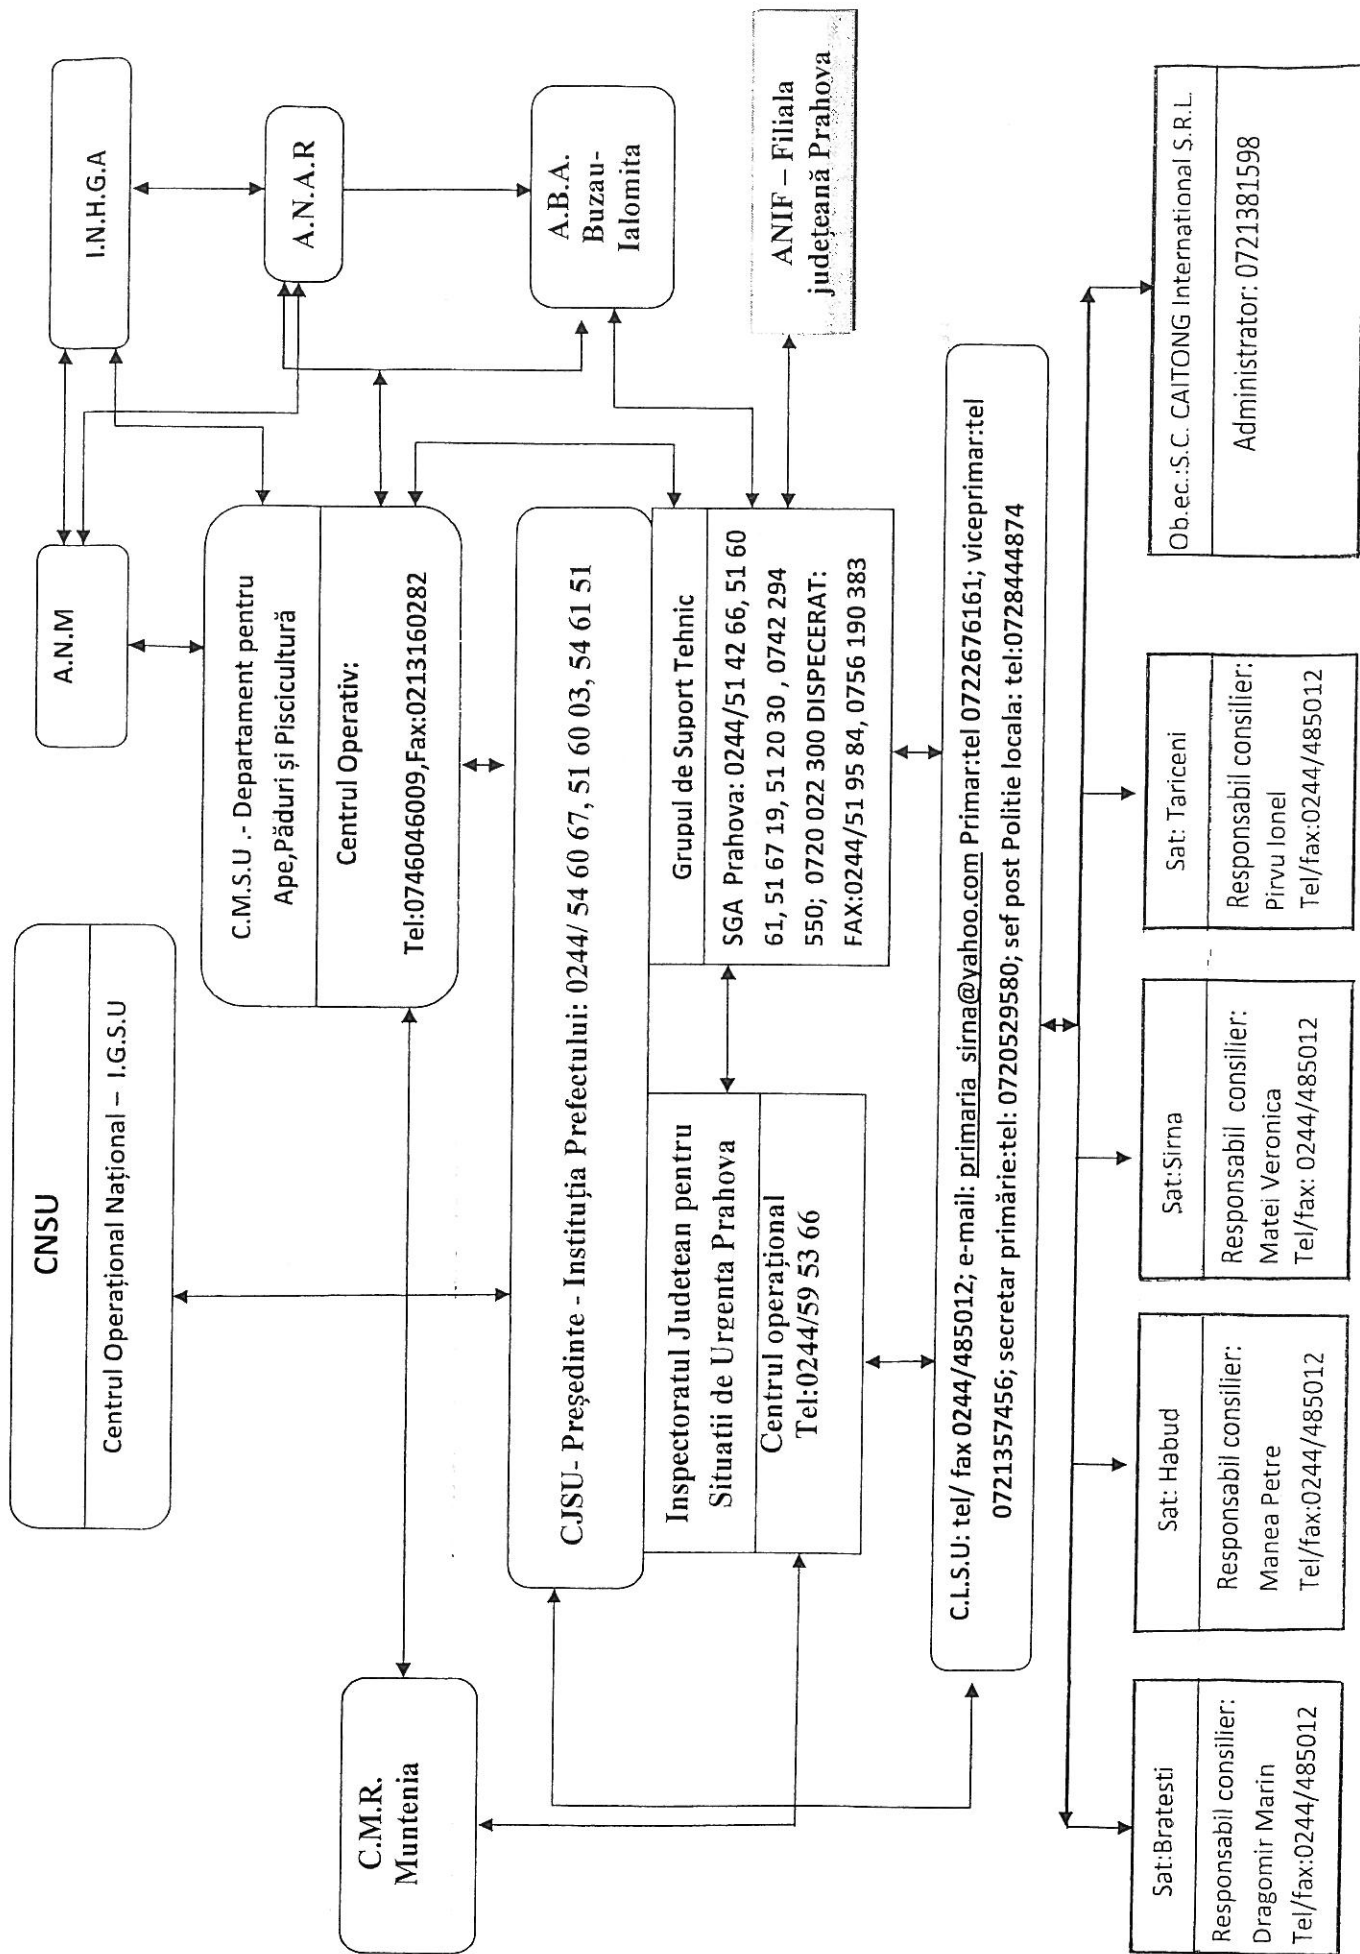 CNSU
Centrul Operațional Național – I.G.S.U
A.N.M
I.N.H.G.A
C.M.S.U .- Departament pentru
Ape,Păduri și Piscicultură
Centrul Operativ:
Tel:0746046009,Fax:0213160282
A.N.A.R
C.M.R.
Muntenia
A.B.A.
Buzau-
Ialomita
CJSU- Președinte - Instituția Prefectului: 0244/ 54 60 67, 51 60 03, 54 61 51
Inspectoratul Judetean pentru
Situatii de Urgenta Prahova
Centrul operațional
Tel:0244/59 53 66
Grupul de Suport Tehnic
SGA Prahova: 0244/51 42 66, 51 60
61, 51 67 19, 51 20 30 , 0742 294
550; 0720 022 300 DISPECERAT:
FAX:0244/51 95 84, 0756 190 383
ANIF – Filiala
județeană Prahova
C.L.S.U: tel/ fax 0244/485012; e-mail: primaria_sirna@yahoo.com Primar:tel 0722676161; viceprimar:tel
0721357456; secretar primărie:tel: 0720529580; sef post Politie locala: tel:0728444874
Sat:Bratesti
Responsabil consilier:
Dragomir Marin
Tel/fax:0244/485012
Sat: Habud
Responsabil consilier:
Manea Petre
Tel/fax:0244/485012
Sat:Sirna
Responsabil consilier:
Matei Veronica
Tel/fax: 0244/485012
Sat: Tariceni
Responsabil consilier:
Pirvu Ionel
Tel/fax:0244/485012
Ob.ec.:S.C. CAITONG International S.R.L.
Administrator: 0721381598